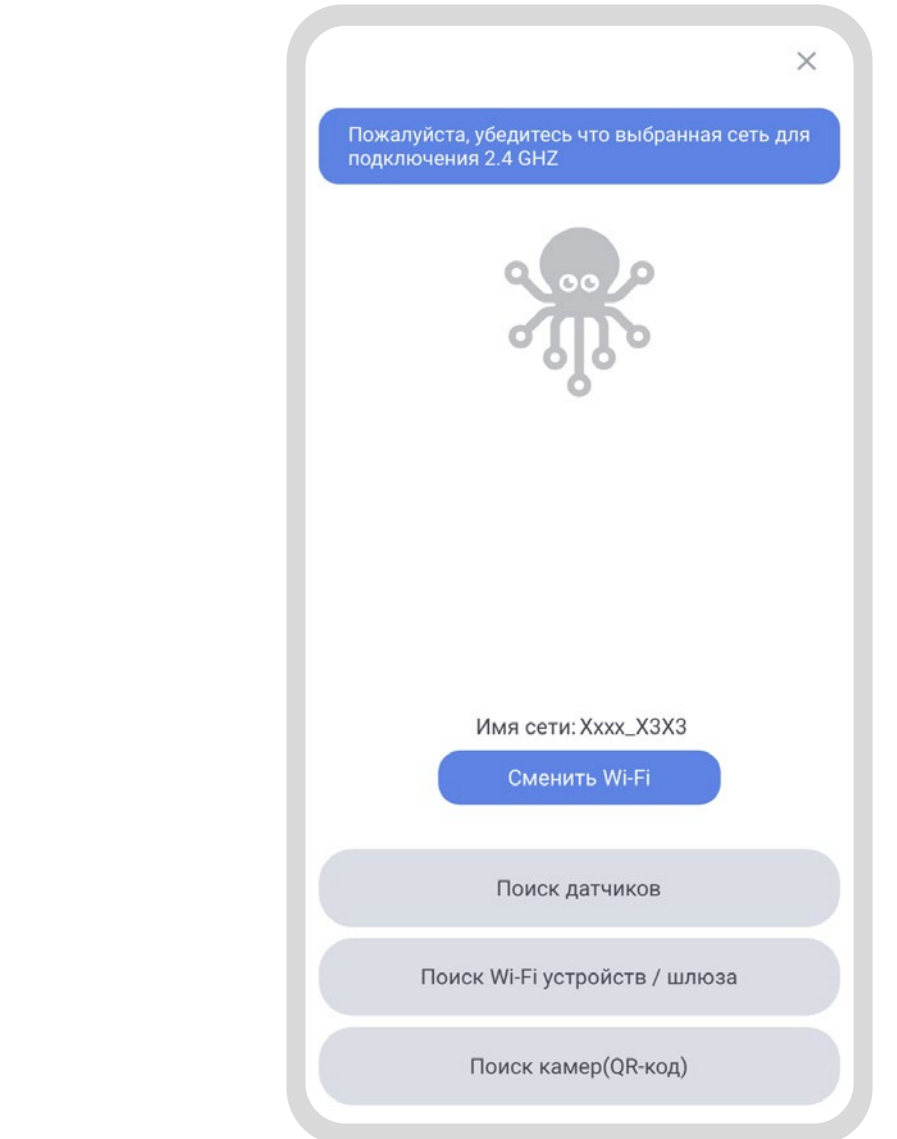 Пожалуйста, убедитесь что выбранная сеть для
подключения 2.4 GHZ
Имя сети: Xxxx_X3X3
Сменить Wi-Fi
Поиск датчиков
Поиск Wi-Fi устройств / шлюза
Поиск камер(QR-код)